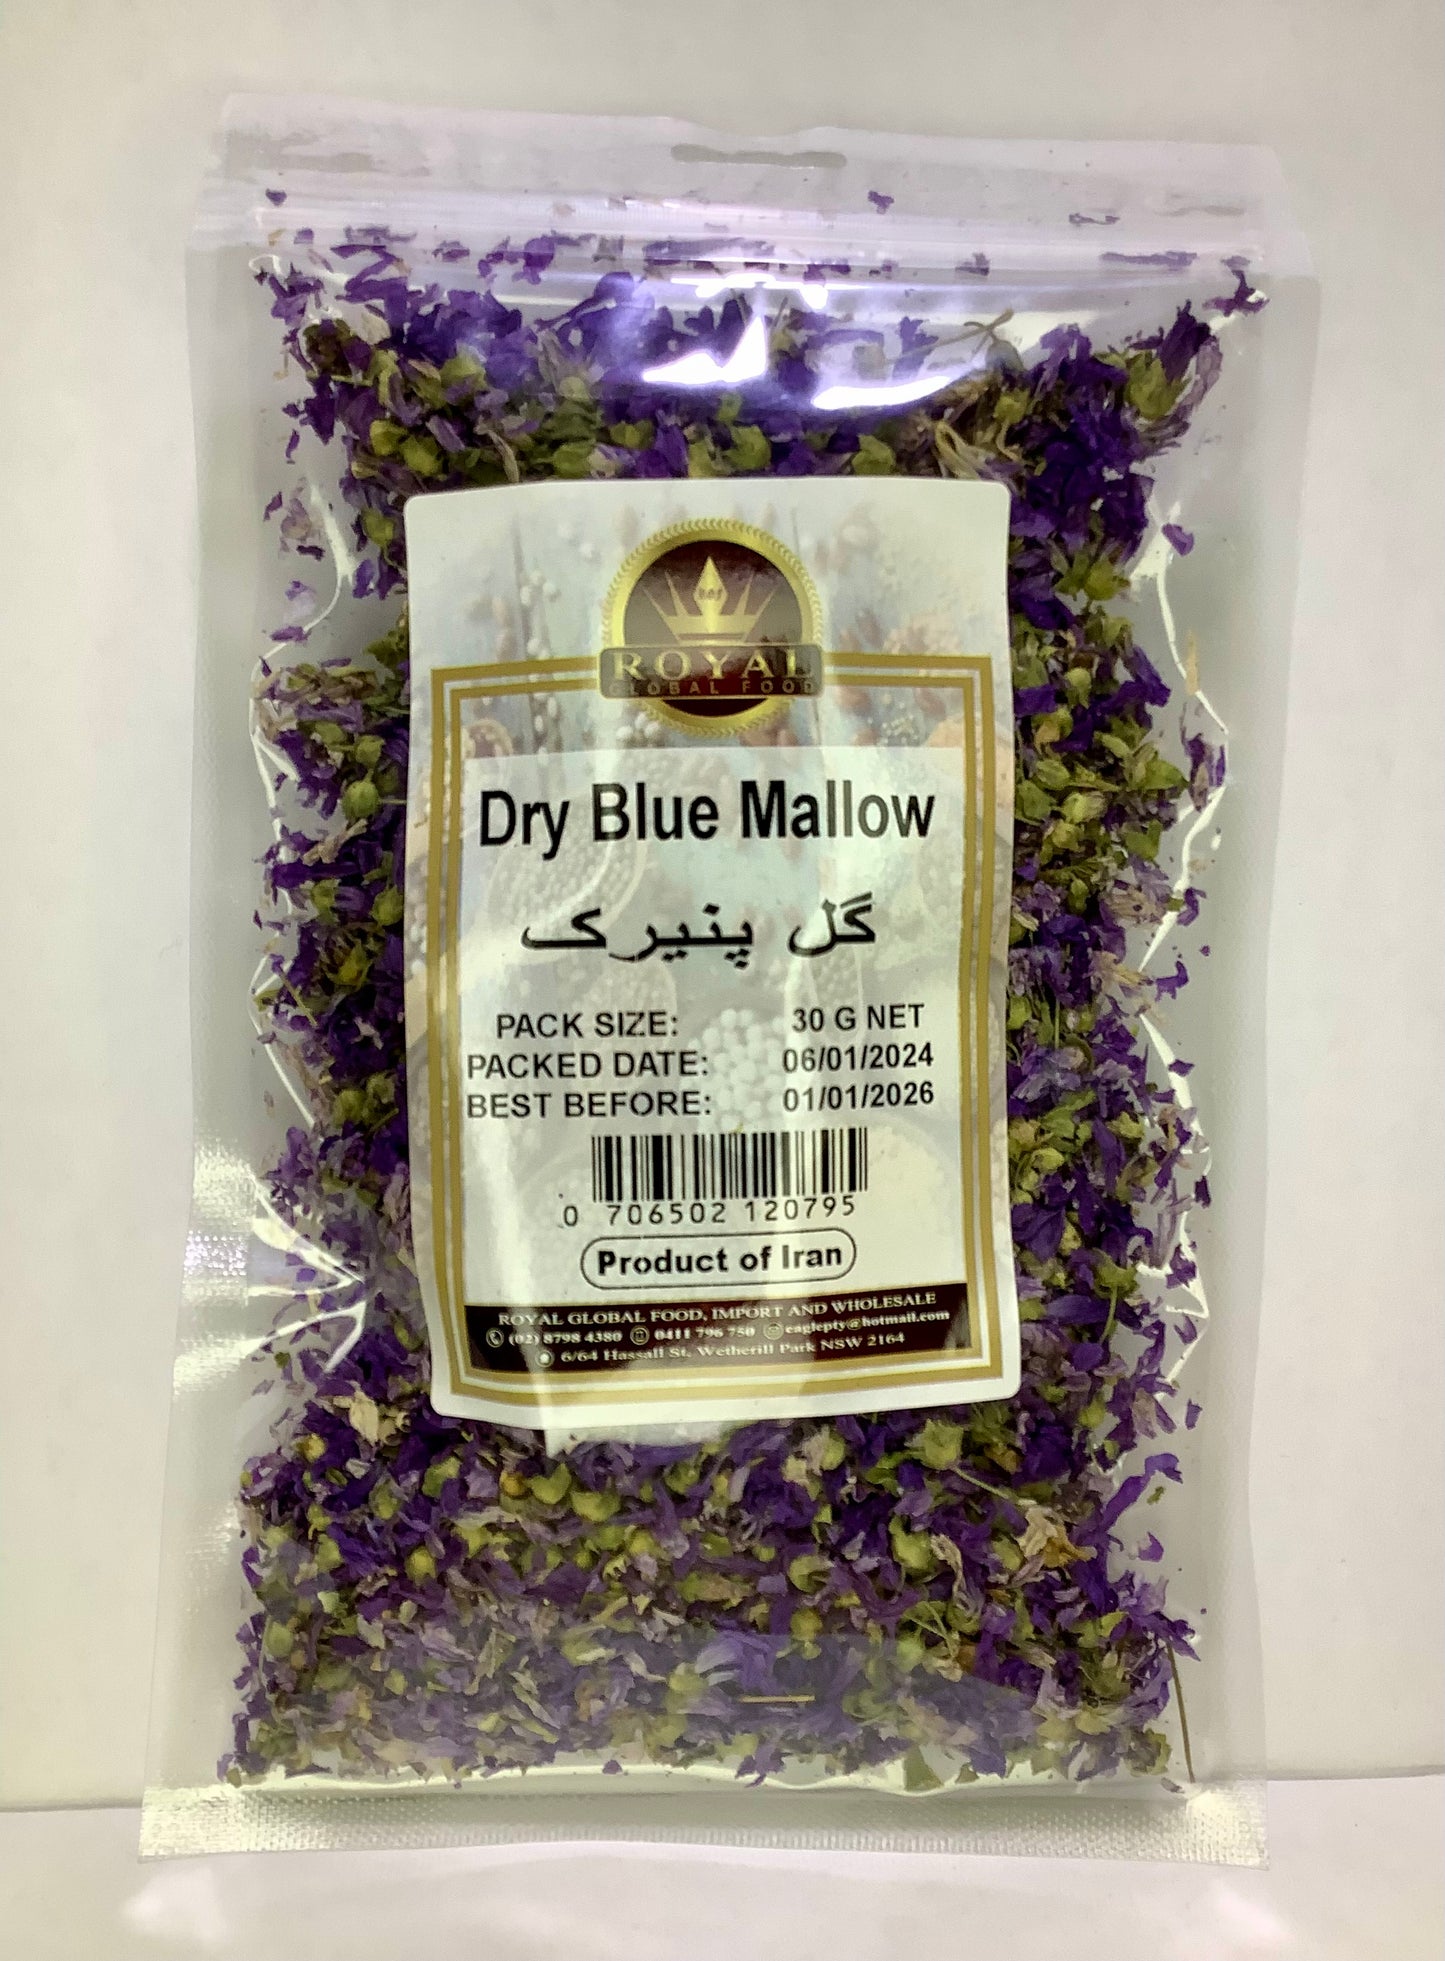 ROYAL
GLOBAL FOOD
Dry Blue Mallow
گل پنیرک
PACK SIZE: 30 G NET
PACKED DATE: 06/01/2024
BEST BEFORE: 01/01/2026
0 706502 120795
Product of Iran
ROYAL GLOBAL FOOD, IMPORT AND WHOLESALE
(02) 8798 4380 0411 796 750 eaglepty@hotmail.com
6/64 Hassall St, Wetherill Park NSW 2164